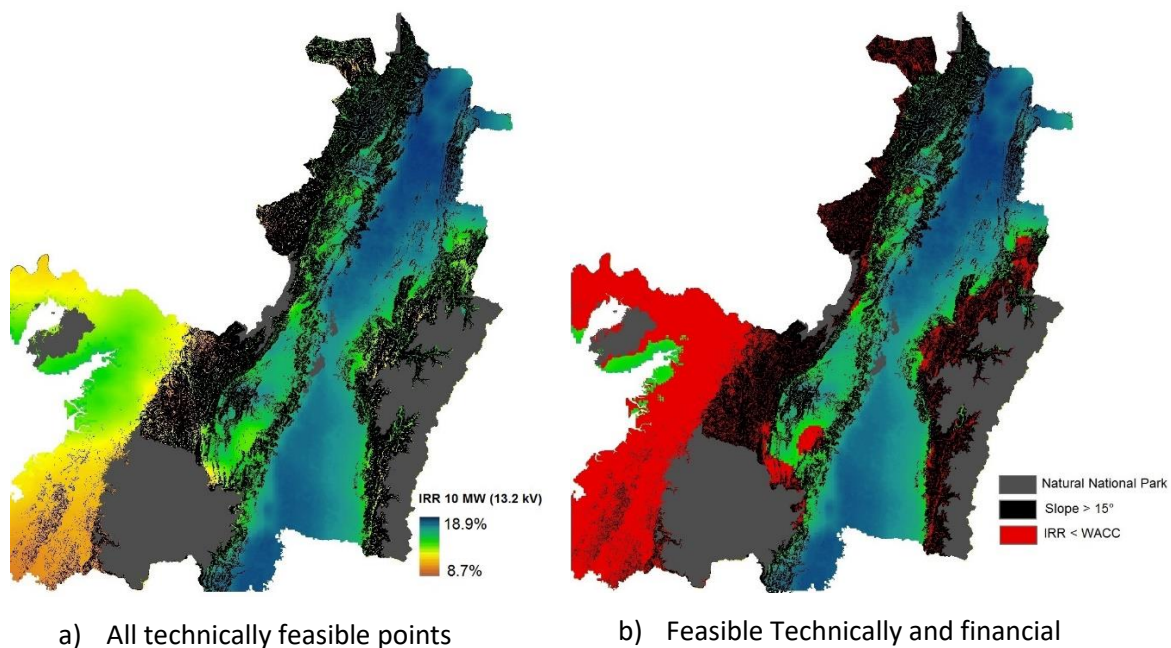 IRR 10 MW (13.2 kV)
18.9%
8.7%
Natural National Park
Slope > 15°
IRR < WACC
a) All technically feasible points
b) Feasible Technically and financial